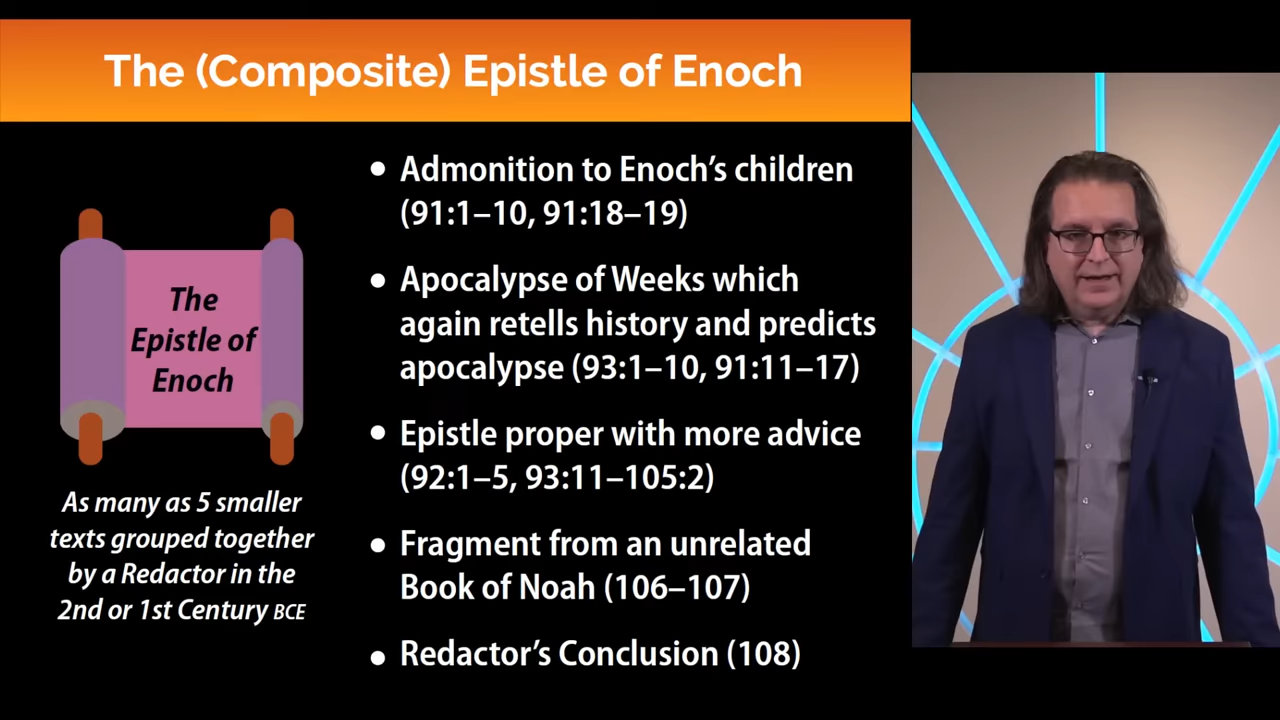 The (Composite) Epistle of Enoch
The
Epistle of
Enoch
As many as 5 smaller
texts grouped together
by a Redactor in the
2nd or 1st Century BCE
• Admonition to Enoch’s children
(91:1–10, 91:18–19)
• Apocalypse of Weeks which
again retells history and predicts
apocalypse (93:1–10, 91:11–17)
• Epistle proper with more advice
(92:1–5, 93:11–105:2)
• Fragment from an unrelated
Book of Noah (106–107)
• Redactor’s Conclusion (108)